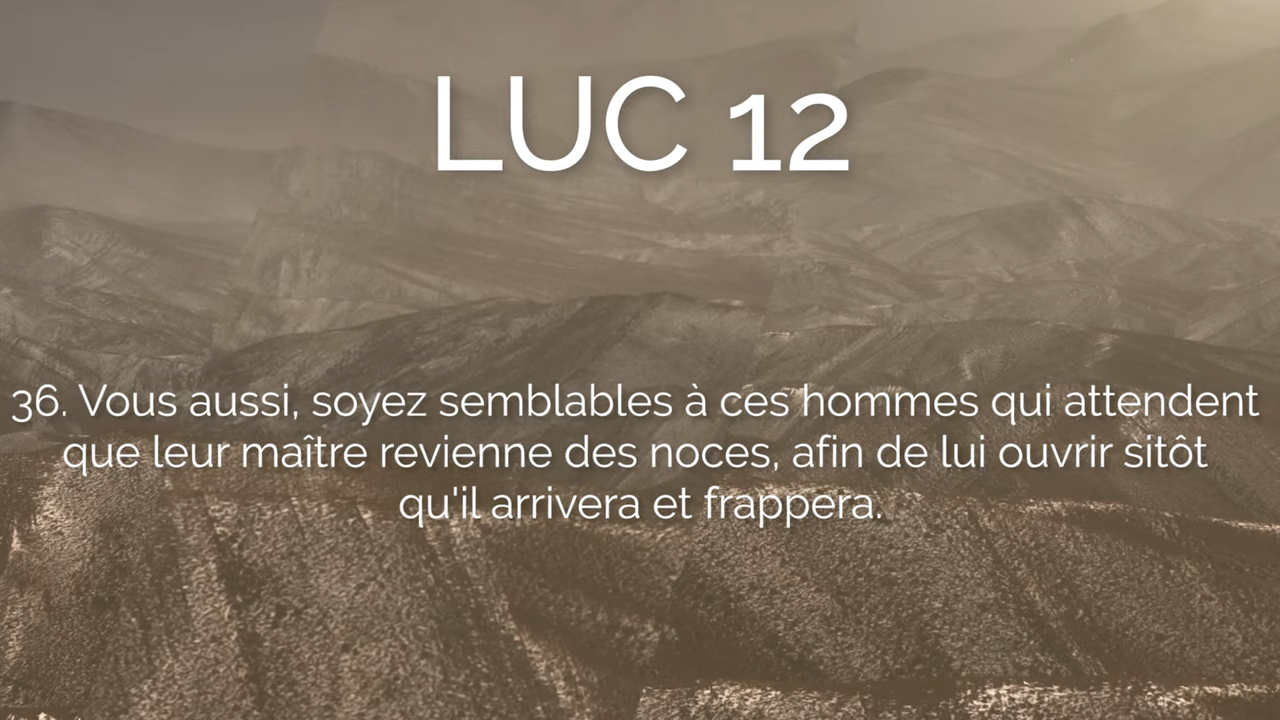 LUC 12
36. Vous aussi, soyez semblables à ces hommes qui attendent
que leur maître revienne des noces, afin de lui ouvrir sitôt
qu'il arrivera et frappera.